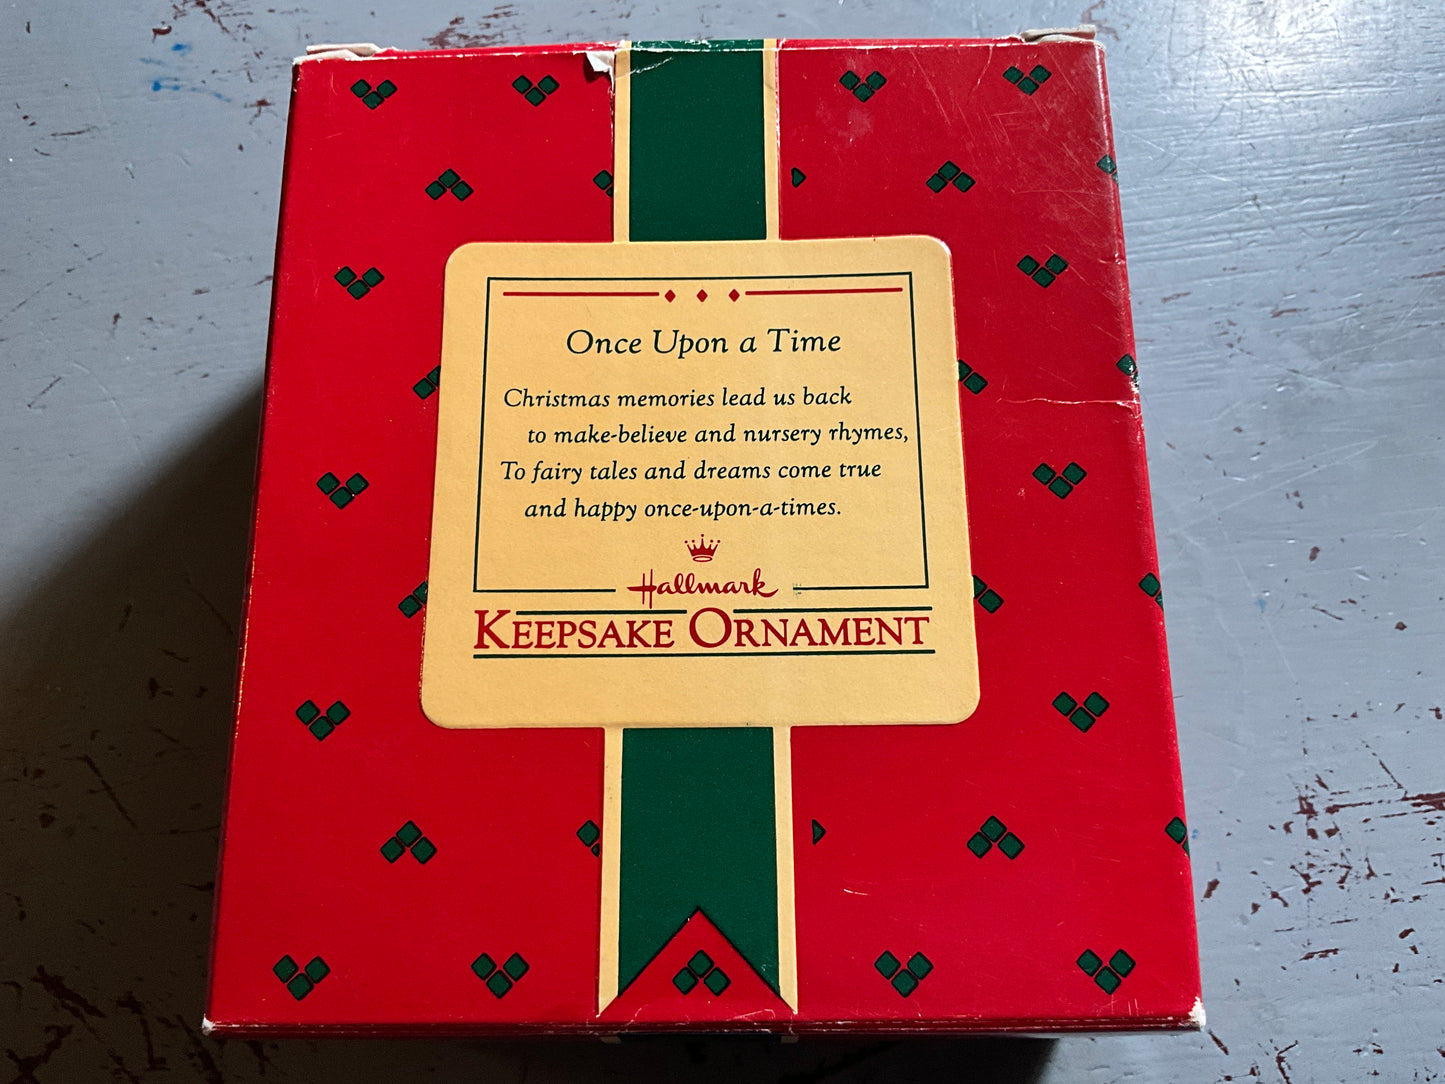 Once Upon a Time
Christmas memories lead us back
to make-believe and nursery rhymes,
To fairy tales and dreams come true
and happy once-upon-a-times.
Hallmark
KEEPSAKE ORNAMENT